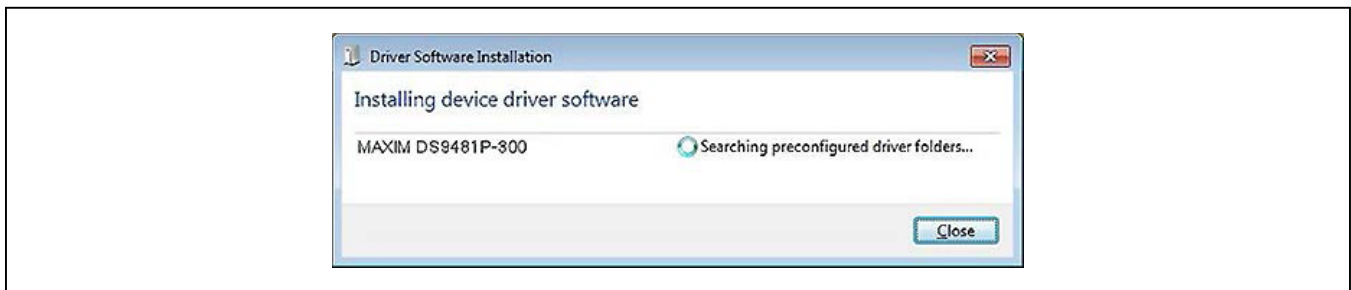 Driver Software Installation
Installing device driver software
MAXIM DS9481P-300 Searching preconfigured driver folders...
Close